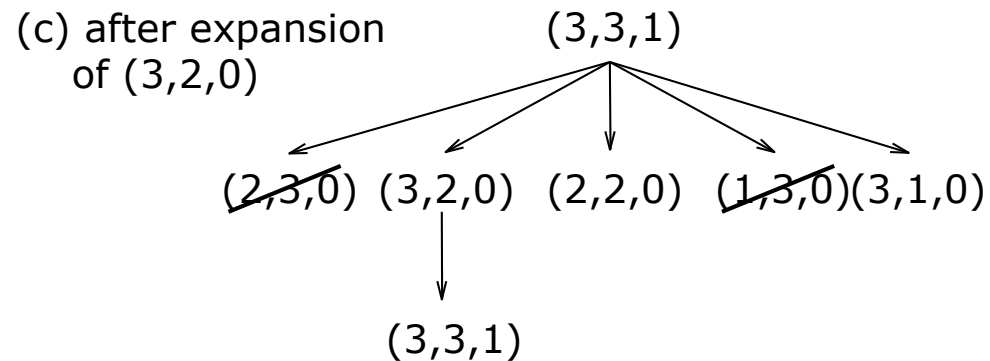 (c) after expansion
of (3,2,0)
(3,3,1)
(2,3,0) (3,2,0) (2,2,0) (1,3,0)(3,1,0)
(3,3,1)